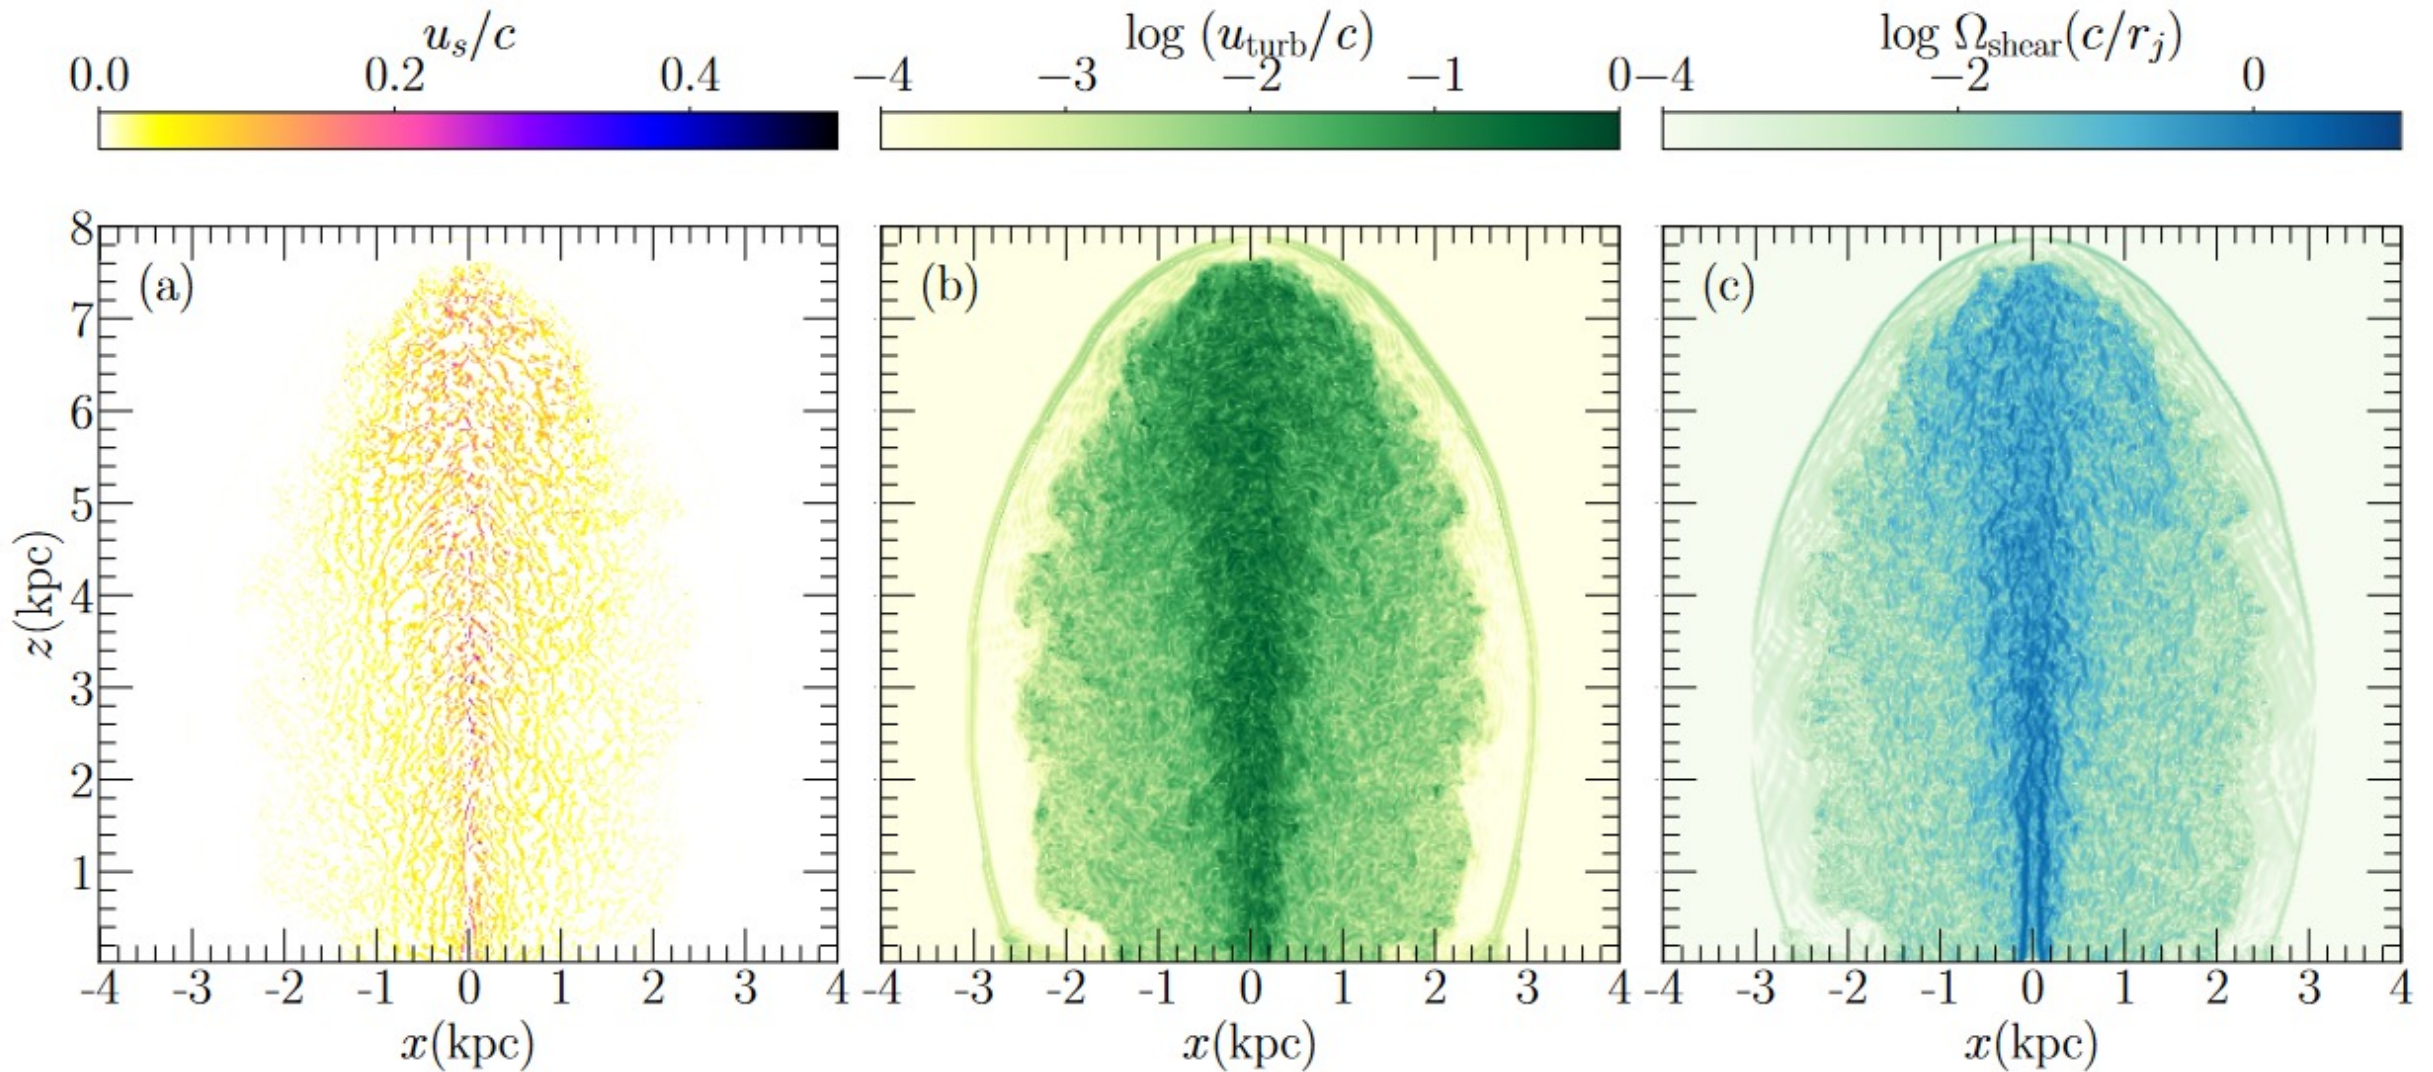 u_s/c
log (u_turb/c)
log Ω_shear(c/r_j)
0.0 0.2 0.4
−4 −3 −2 −1 0
−4 −2 0
(a)
(b)
(c)
z(kpc)
8
7
6
5
4
3
2
1
-4 -3 -2 -1 0 1 2 3 4
-4 -3 -2 -1 0 1 2 3 4
-4 -3 -2 -1 0 1 2 3 4
x(kpc)
x(kpc)
x(kpc)